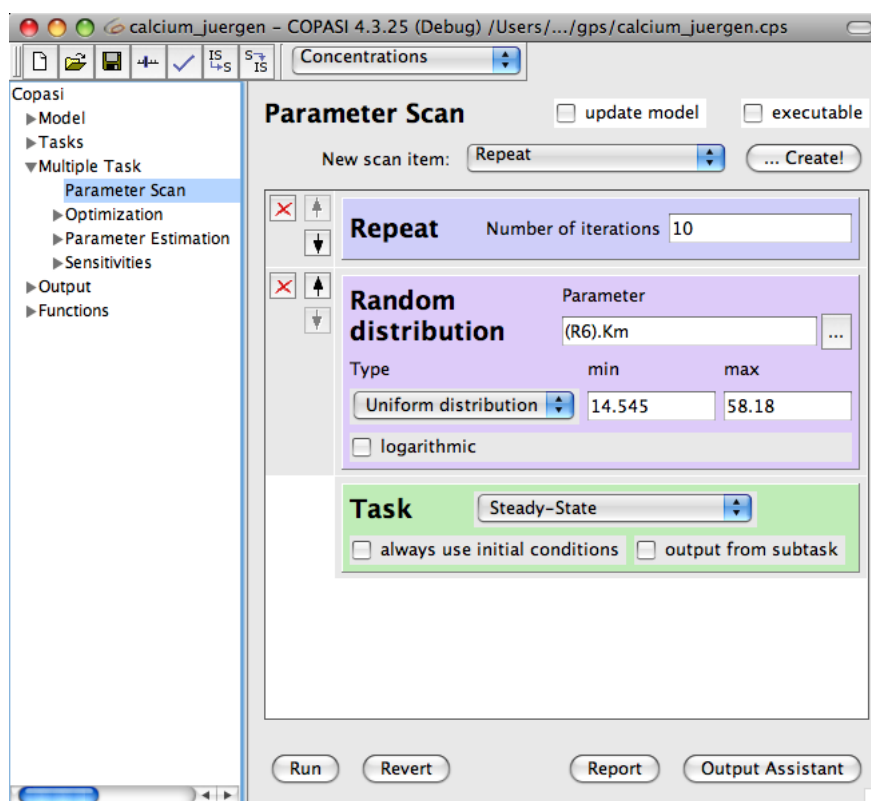 calcium_juergen – COPASI 4.3.25 (Debug) /Users/.../gps/calcium_juergen.cps
IS
S
S
IS
Concentrations
Copasi
Model
Tasks
Multiple Task
Parameter Scan
Optimization
Parameter Estimation
Sensitivities
Output
Functions
Parameter Scan
update model
executable
New scan item:
Repeat
... Create!
Repeat
Number of iterations
10
Random
distribution
Parameter
(R6).Km
...
Type
min
max
Uniform distribution
14.545
58.18
logarithmic
Task
Steady-State
always use initial conditions
output from subtask
Run
Revert
Report
Output Assistant